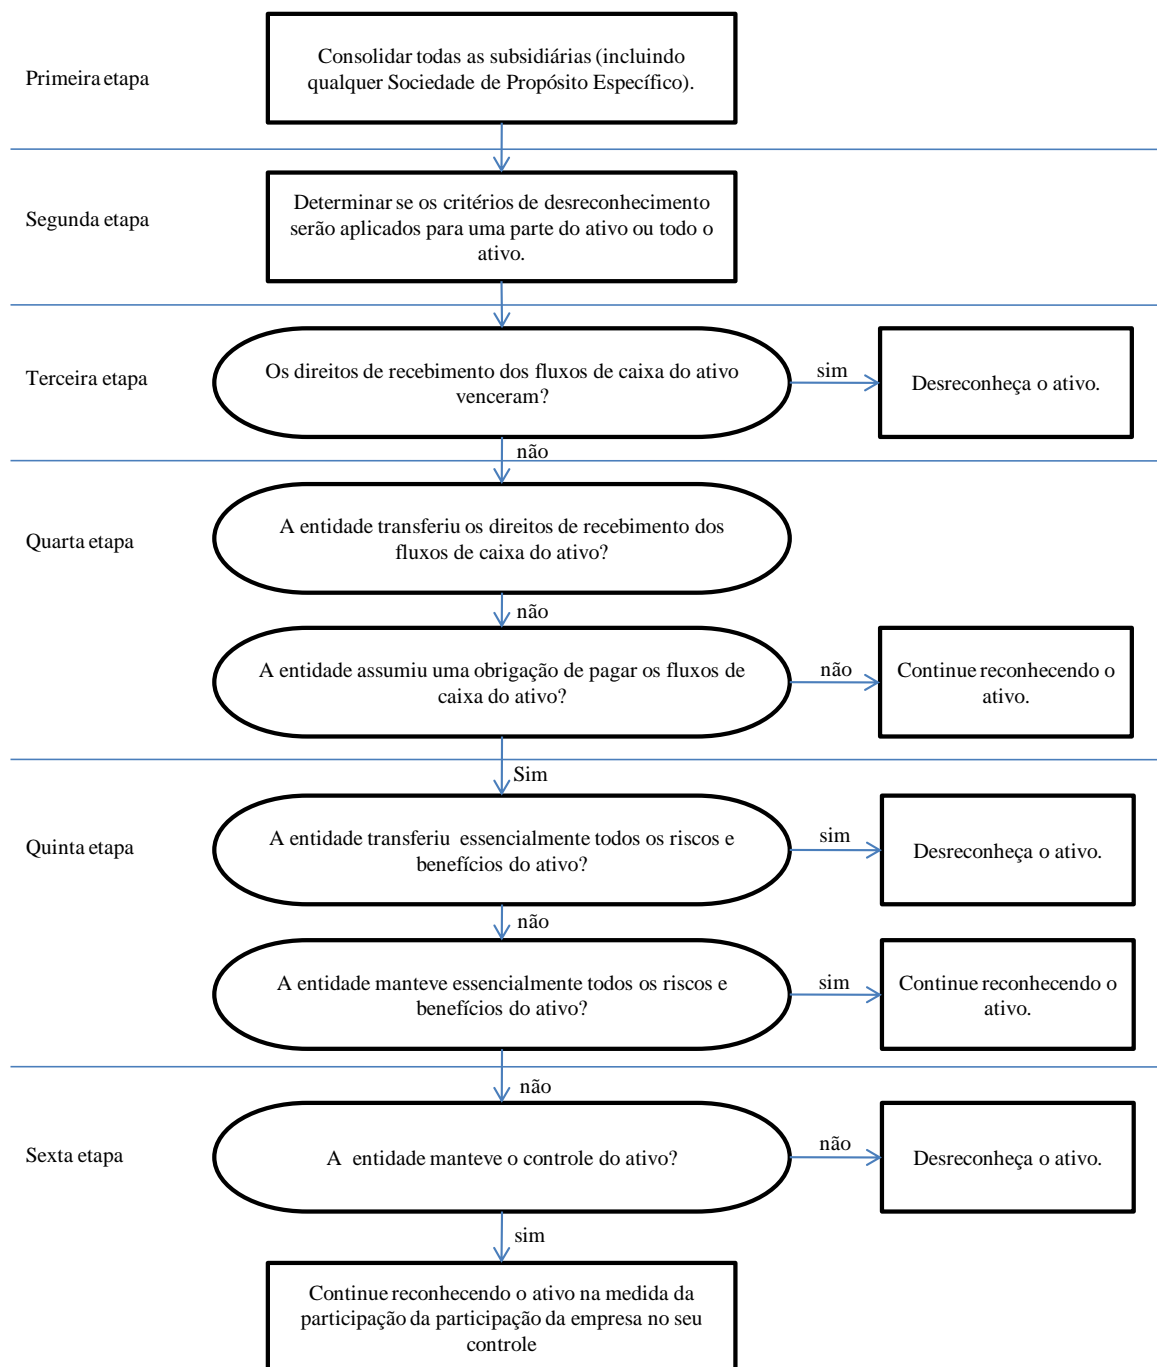 Primeira etapa
Consolidar todas as subsidiárias (incluindo
qualquer Sociedade de Propósito Específico).
Segunda etapa
Determinar se os critérios de desreconhecimento
serão aplicados para uma parte do ativo ou todo o
ativo.
Terceira etapa
Os direitos de recebimento dos fluxos de caixa do ativo
venceram?
sim
Desreconheça o ativo.
não
Quarta etapa
A entidade transferiu os direitos de recebimento dos
fluxos de caixa do ativo?
não
A entidade assumiu uma obrigação de pagar os fluxos de
caixa do ativo?
não
Continue reconhecendo o
ativo.
Sim
Quinta etapa
A entidade transferiu essencialmente todos os riscos e
benefícios do ativo?
sim
Desreconheça o ativo.
não
A entidade manteve essencialmente todos os riscos e
benefícios do ativo?
sim
Continue reconhecendo o
ativo.
não
Sexta etapa
A entidade manteve o controle do ativo?
não
Desreconheça o ativo.
sim
Continue reconhecendo o ativo na medida da
participação da participação da empresa no seu
controle